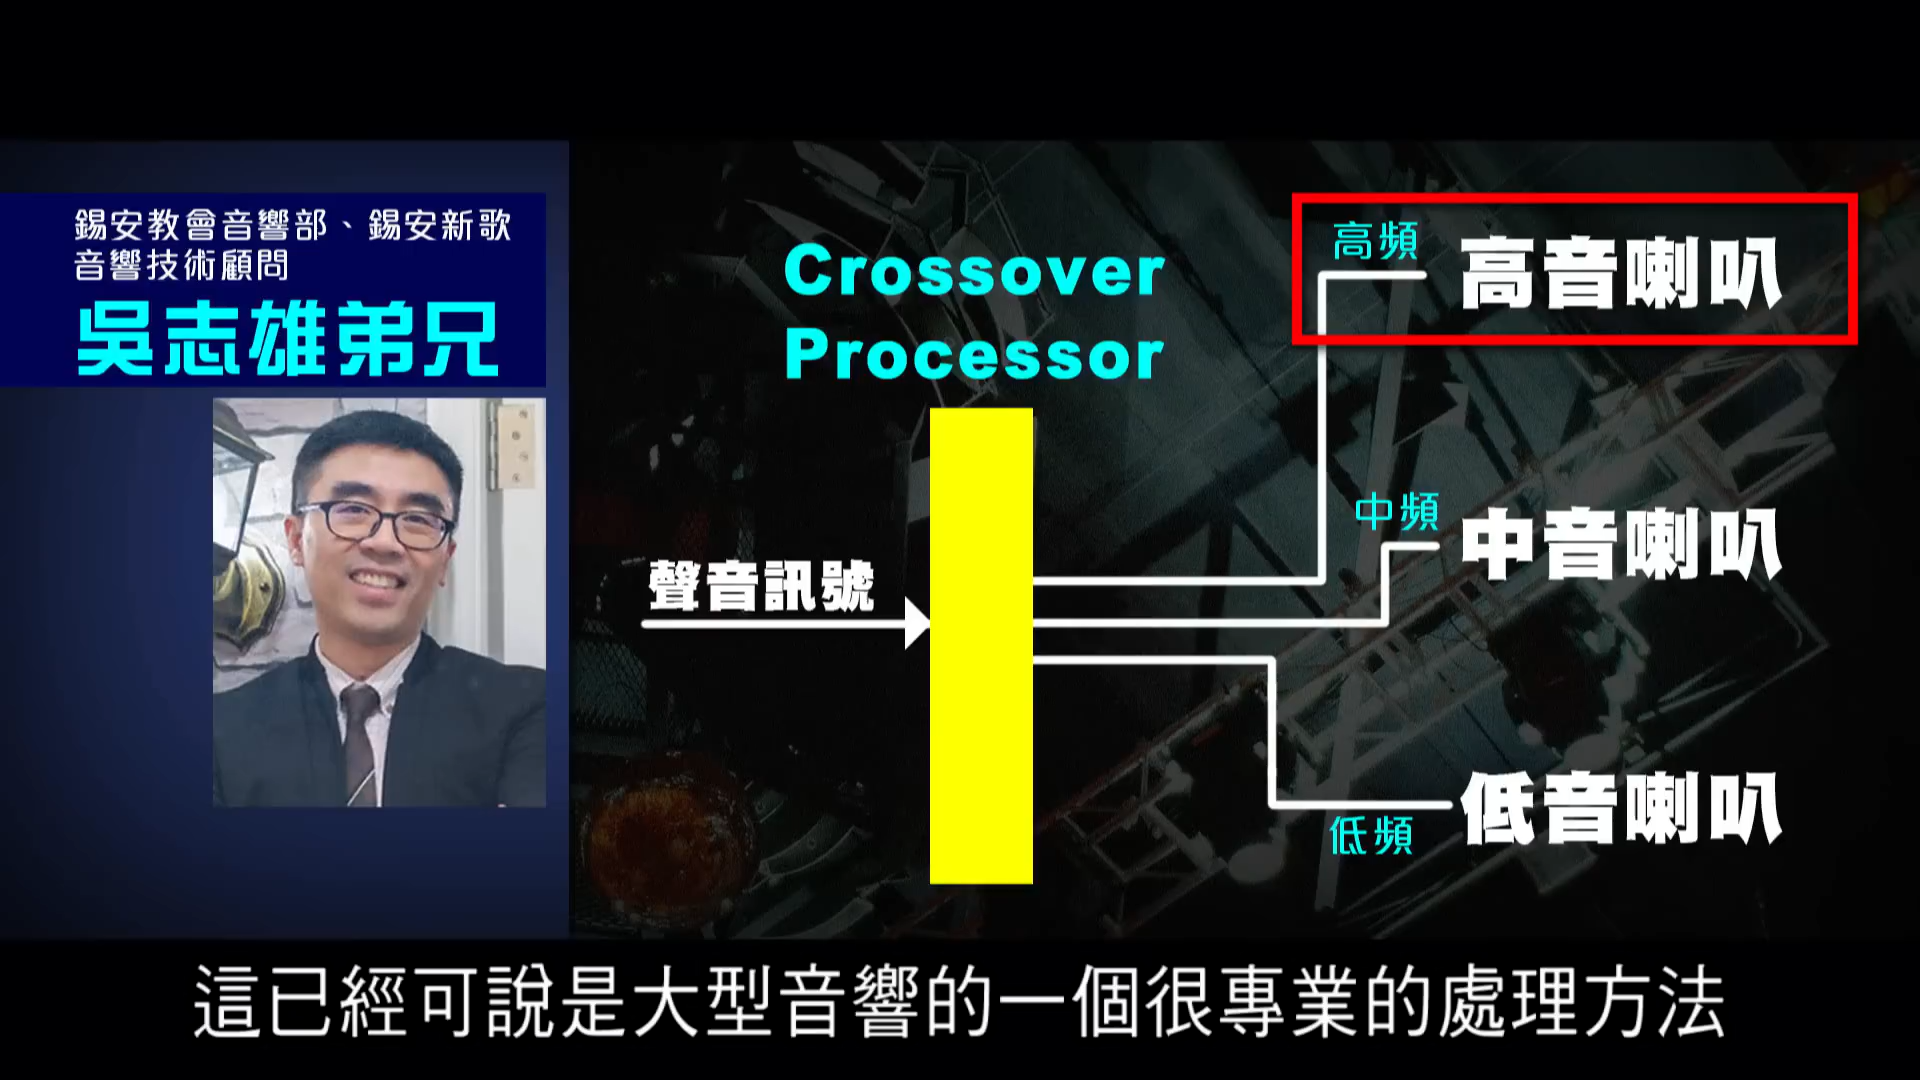 錫安教會音響部、錫安新歌
音響技術顧問
吳志雄弟兄
Crossover
Processor
聲音訊號
高頻
高音喇叭
中頻
中音喇叭
低音喇叭
低頻
這已經可說是大型音響的一個很專業的處理方法